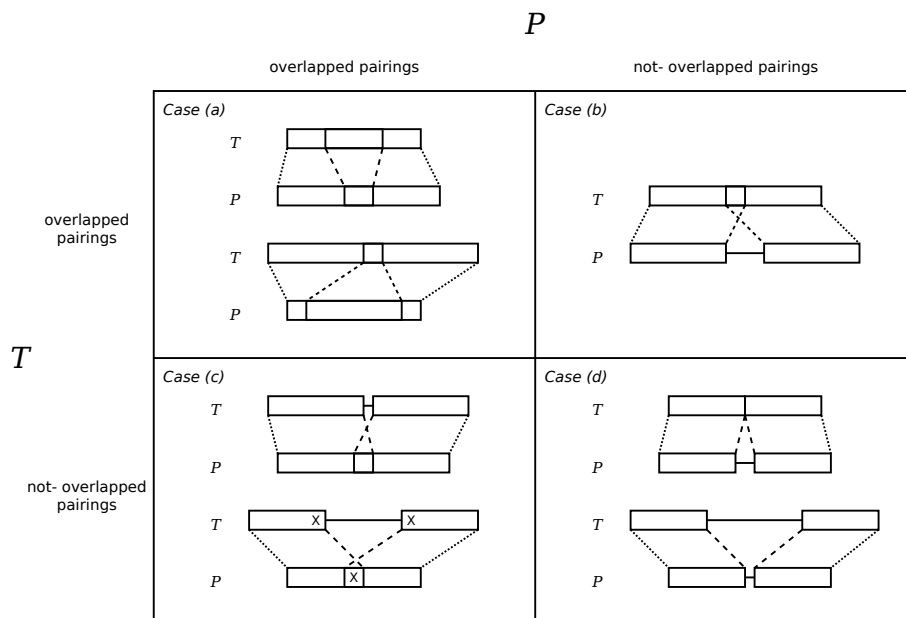 P
overlapped pairings
not- overlapped pairings
Case (a)
Case (b)
T
P
T
P
T
P
overlapped
pairings
T
Case (c)
Case (d)
T
P
T
X
X
P
X
T
P
T
P
not- overlapped
pairings